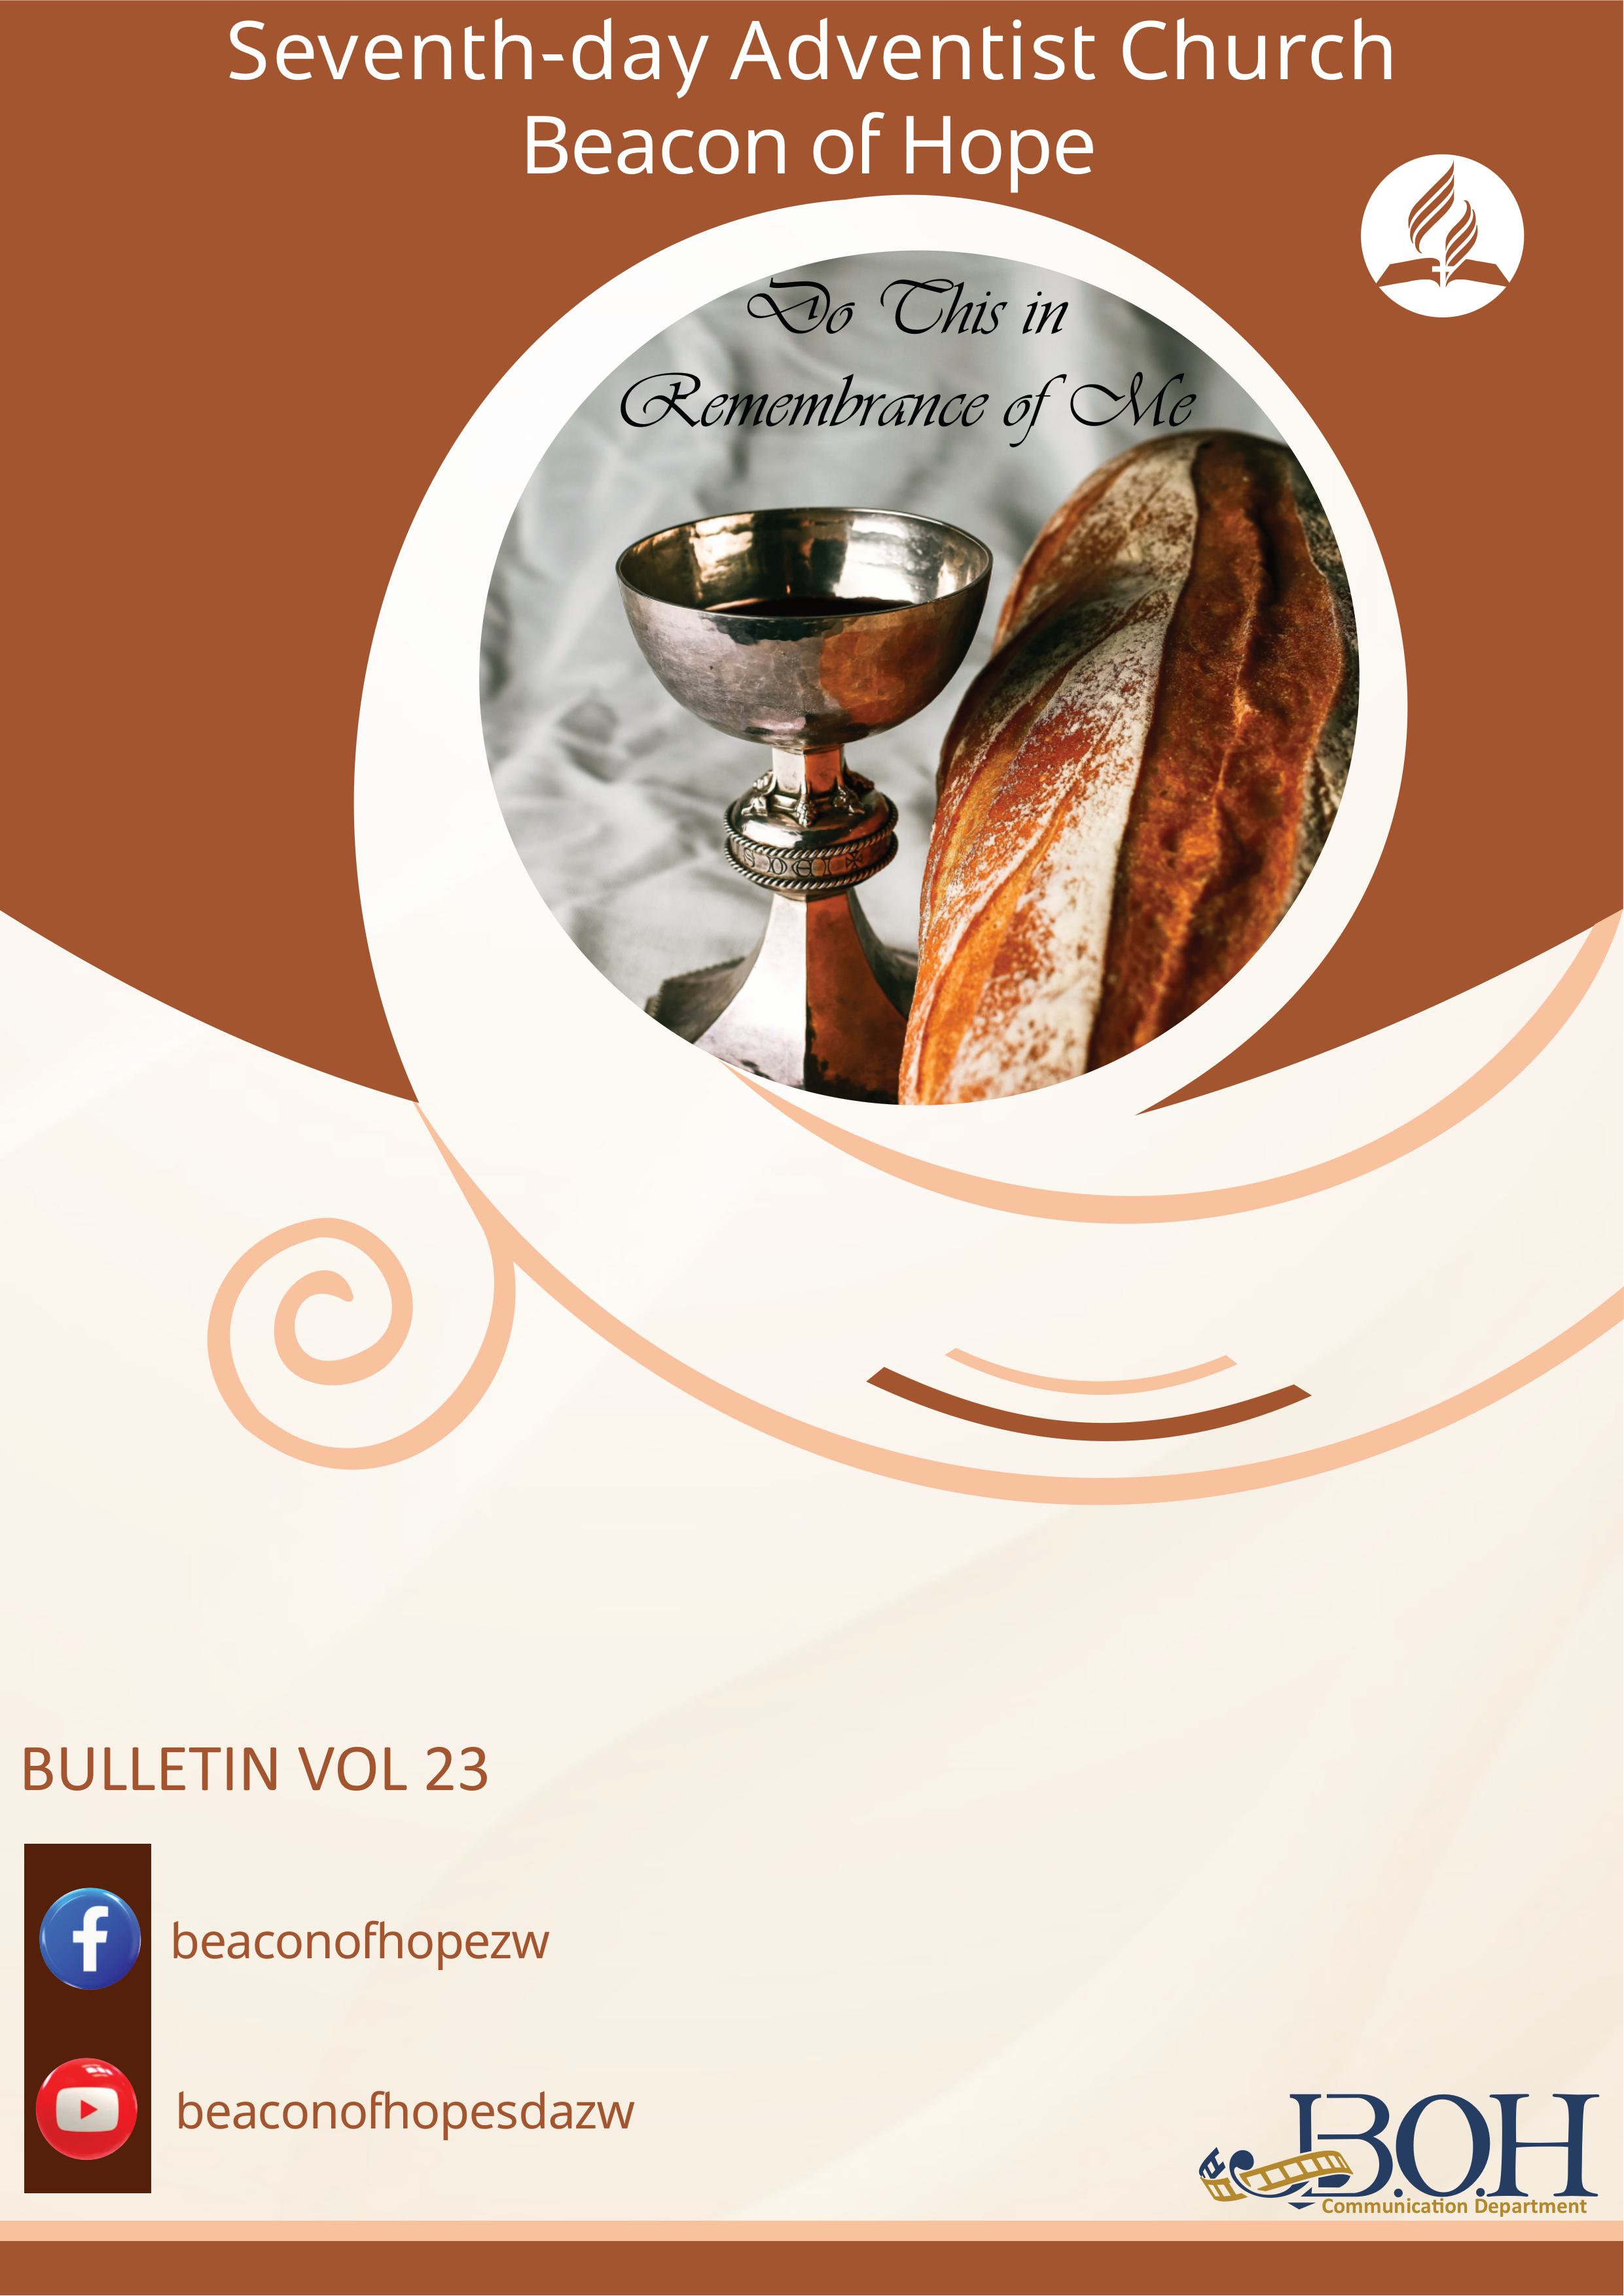 Seventh-day Adventist Church
Beacon of Hope
Do This in
Remembrance of Me
S DEI
BULLETIN VOL 23
f
beaconofhopezw
beaconofhopesdazw
B.O.H
Communication Department